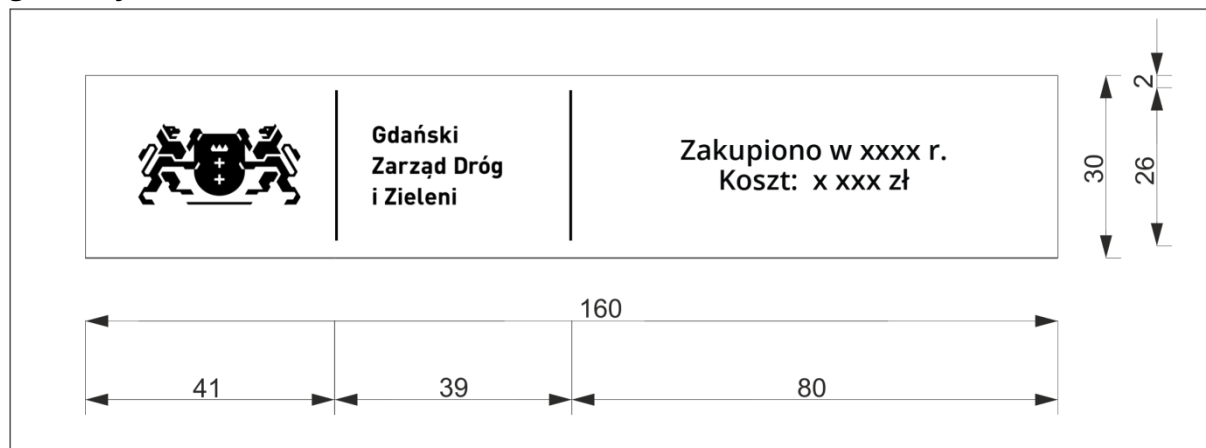 Gdański
Zarząd Dróg
i Zieleni
Zakupiono w xxxx r.
Koszt:  x xxx zł
2
30
26
160
41
39
80